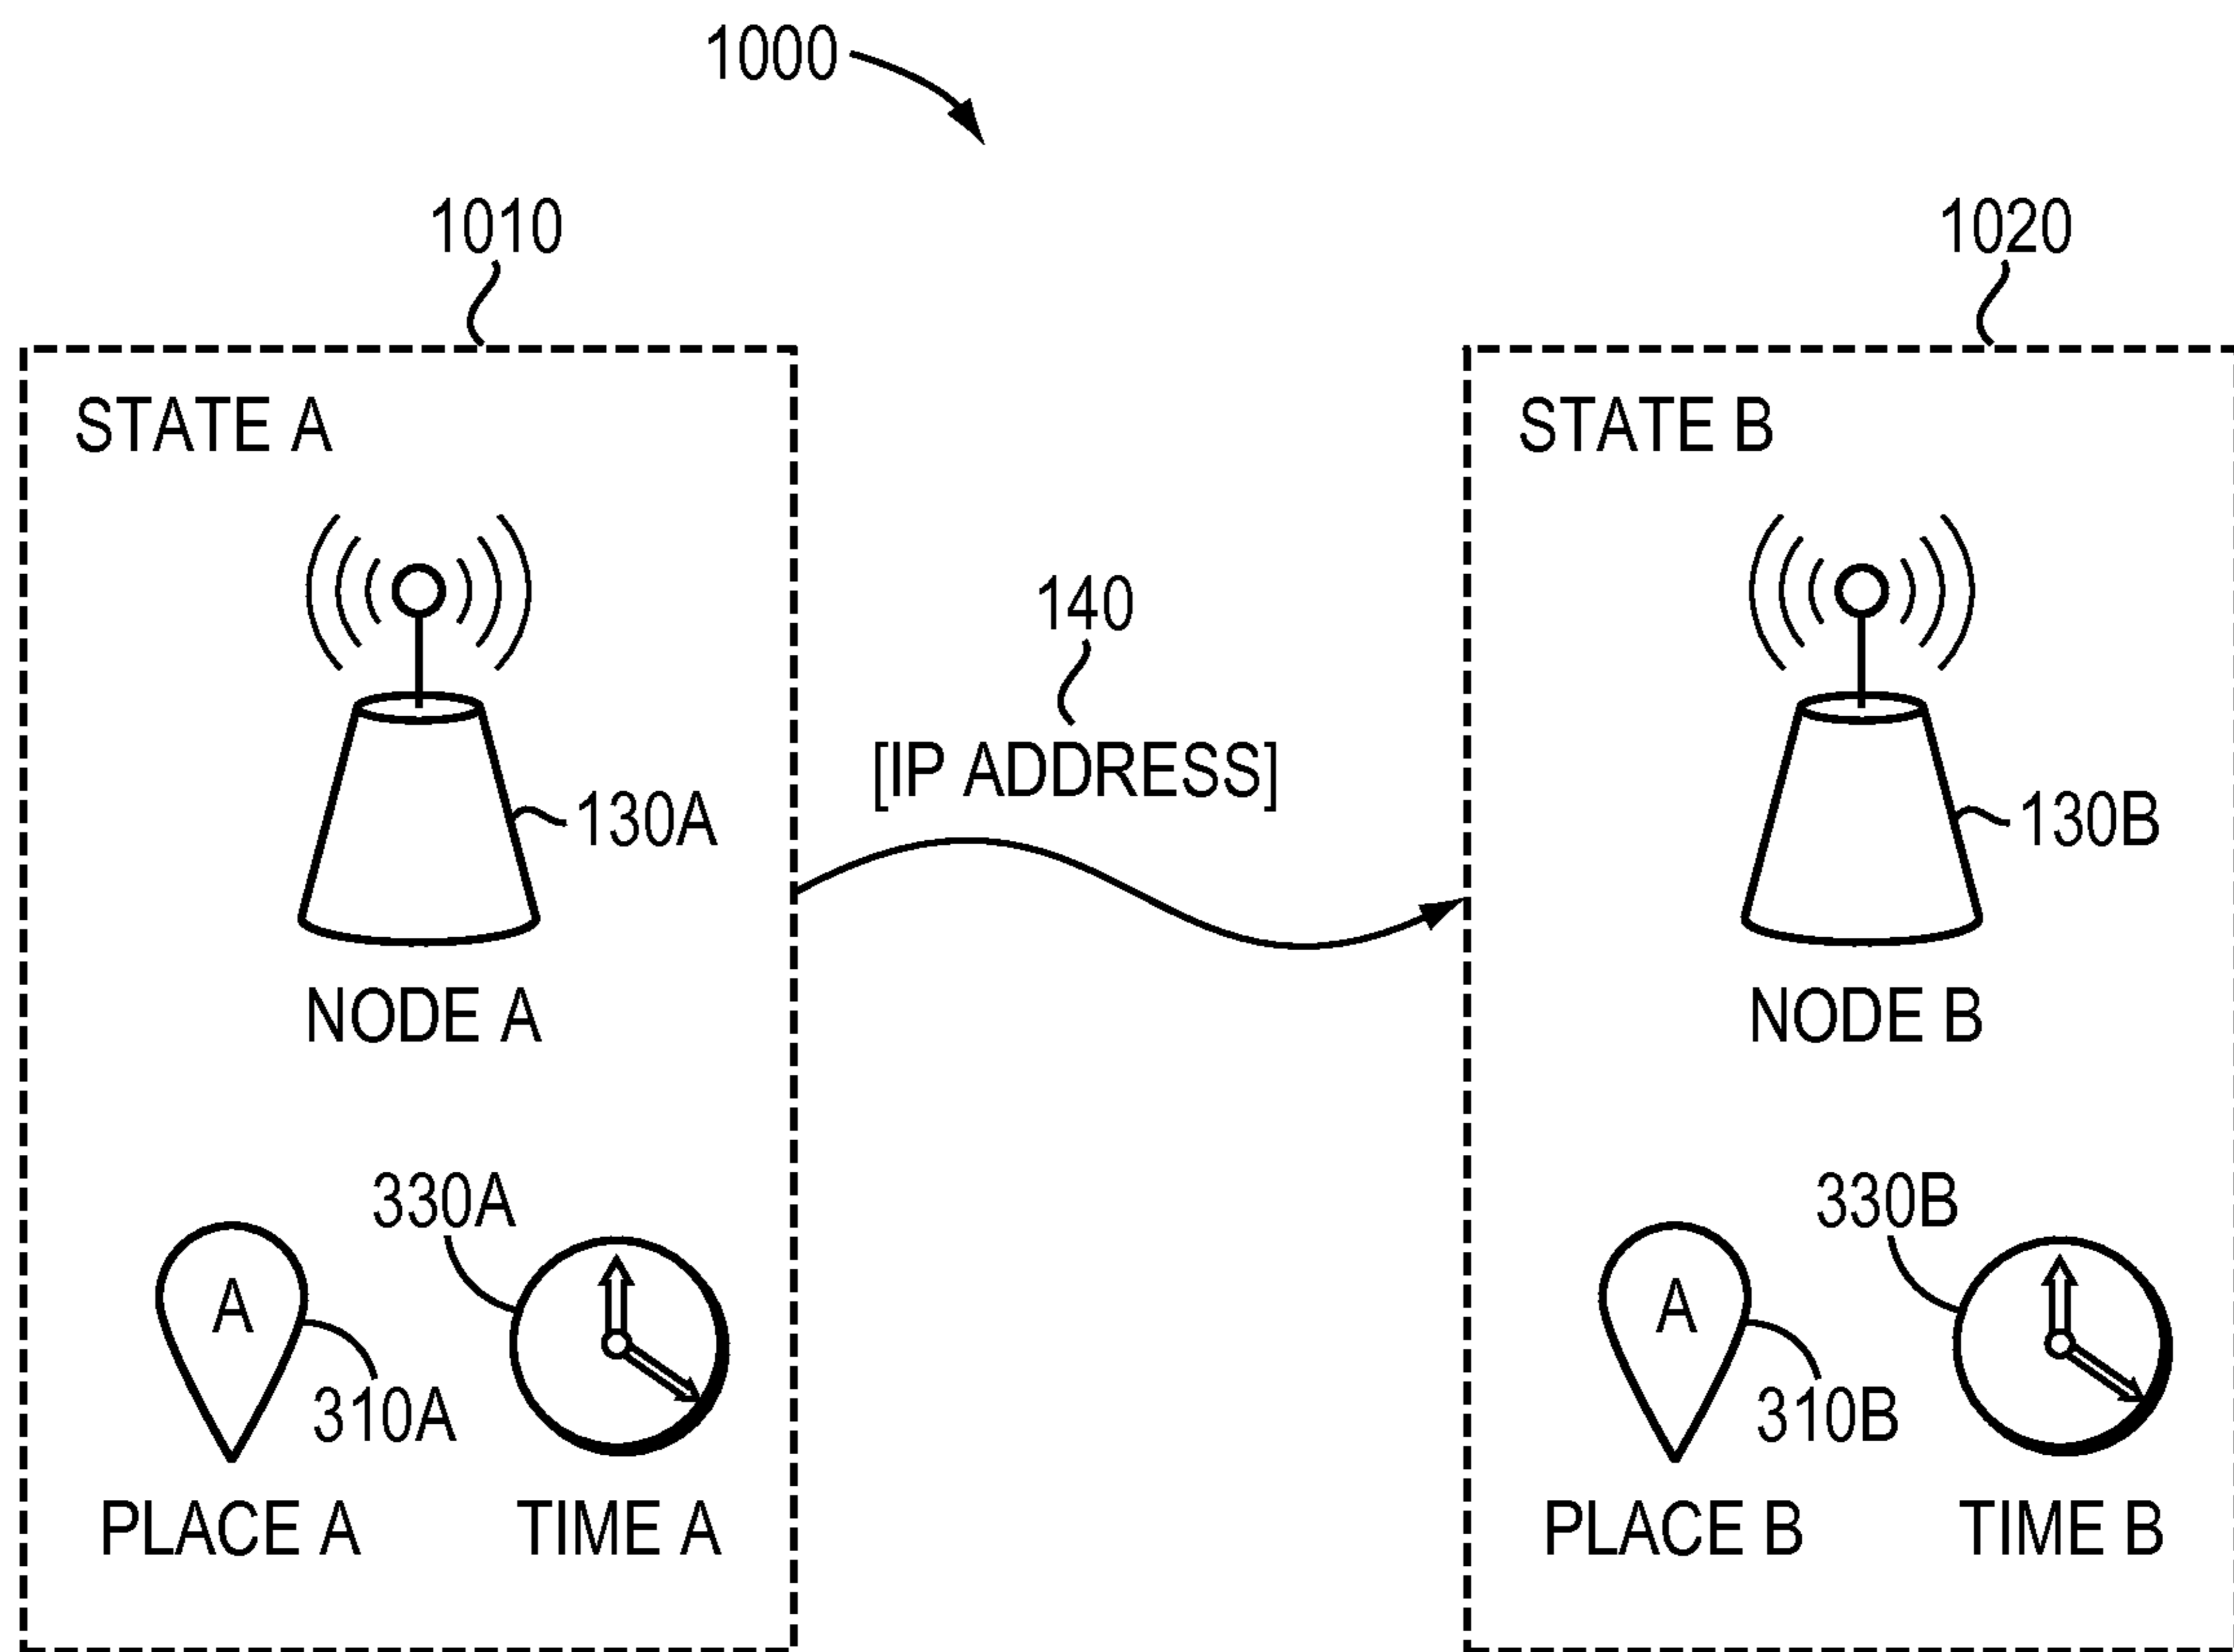 1000
1010
1020
STATE A
STATE B
140
[IP ADDRESS]
130A
130B
NODE A
NODE B
330A
330B
A
A
310A
310B
PLACE A
TIME A
PLACE B
TIME B